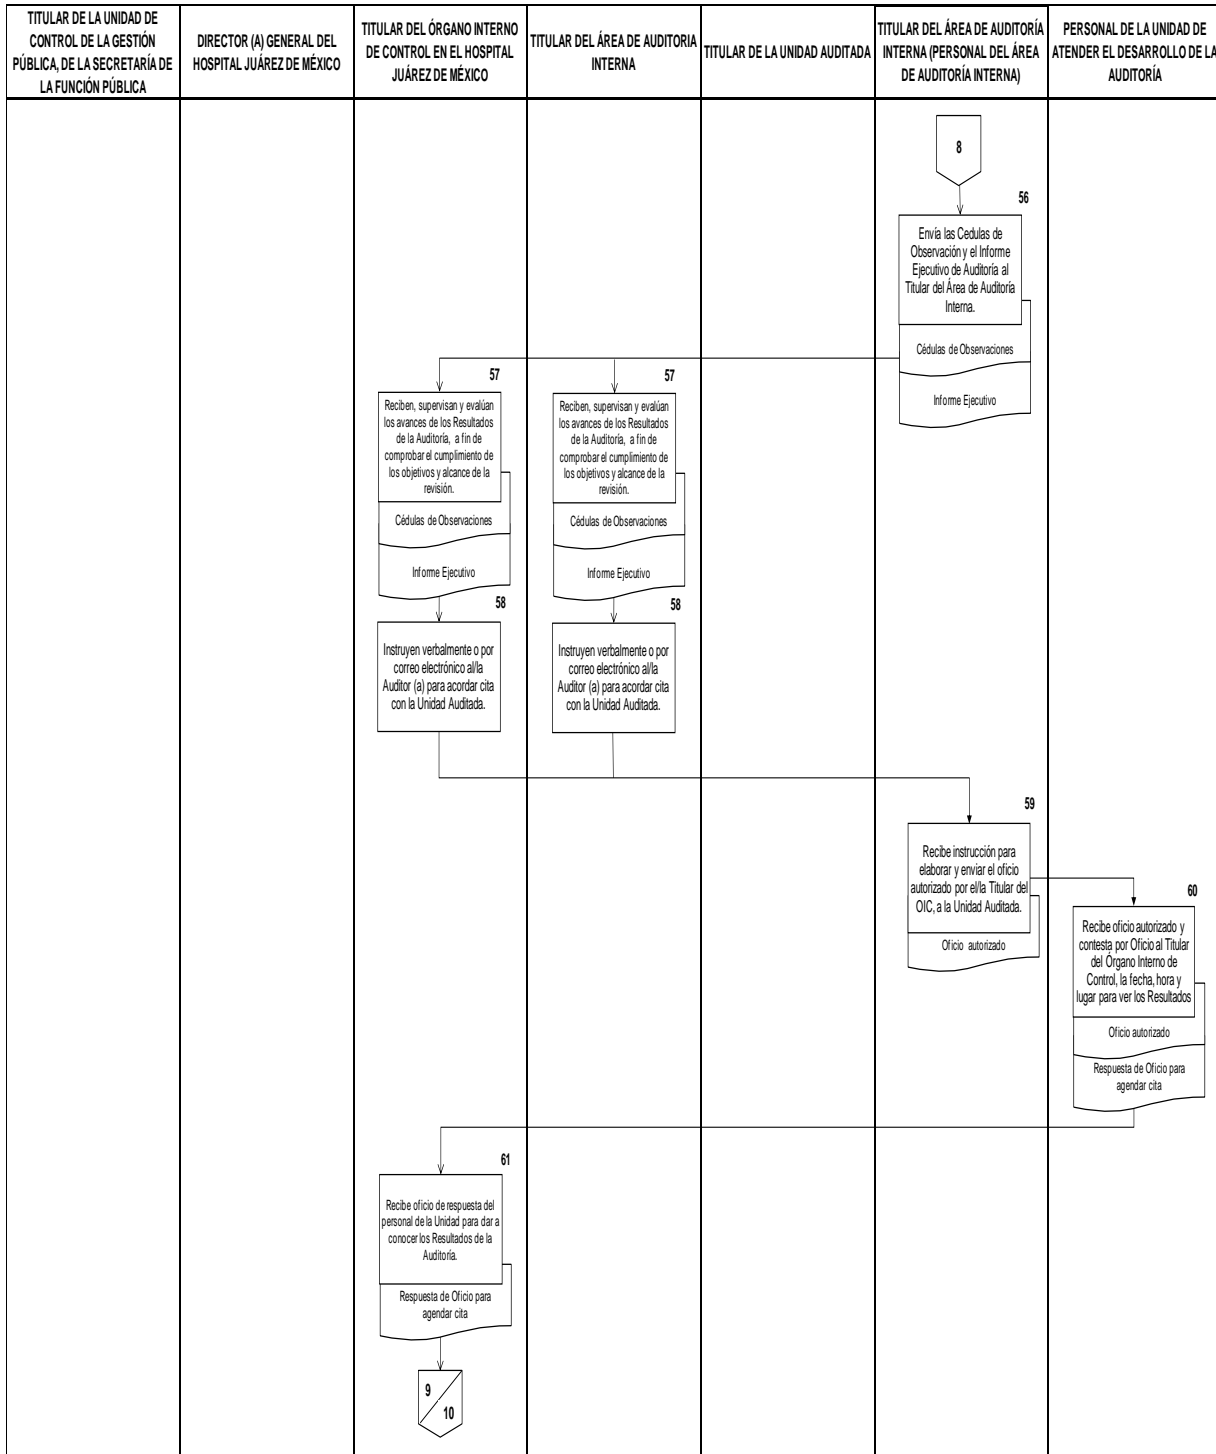 TITULAR DE LA UNIDAD DE
CONTROL DE LA GESTIÓN
PÚBLICA, DE LA SECRETARÍA DE
LA FUNCIÓN PÚBLICA
DIRECTOR (A) GENERAL DEL
HOSPITAL JUÁREZ DE MÉXICO
TITULAR DEL ÓRGANO INTERNO
DE CONTROL EN EL HOSPITAL
JUÁREZ DE MÉXICO
TITULAR DEL ÁREA DE AUDITORIA
INTERNA
TITULAR DE LA UNIDAD AUDITADA
TITULAR DEL ÁREA DE AUDITORÍA
INTERNA (PERSONAL DEL ÁREA
DE AUDITORÍA INTERNA)
PERSONAL DE LA UNIDAD DE
ATENDER EL DESARROLLO DE LA
AUDITORÍA
8
56
Envía las Cedulas de
Observación y el Informe
Ejecutivo de Auditoría al
Titular del Área de Auditoría
Interna.
Cédulas de Observaciones
Informe Ejecutivo
57
Reciben, supervisan y evalúan
los avances de los Resultados
de la Auditoría, a fin de
comprobar el cumplimiento de
los objetivos y alcance de la
revisión.
Cédulas de Observaciones
Informe Ejecutivo
57
Reciben, supervisan y evalúan
los avances de los Resultados
de la Auditoría, a fin de
comprobar el cumplimiento de
los objetivos y alcance de la
revisión.
Cédulas de Observaciones
Informe Ejecutivo
58
Instruyen verbalmente o por
correo electrónico al/la
Auditor (a) para acordar cita
con la Unidad Auditada.
58
Instruyen verbalmente o por
correo electrónico al/la
Auditor (a) para acordar cita
con la Unidad Auditada.
59
Recibe instrucción para
elaborar y enviar el oficio
autorizado por el/la Titular del
OIC, a la Unidad Auditada.
Oficio autorizado
60
Recibe oficio autorizado y
contesta por Oficio al Titular
del Órgano Interno de
Control, la fecha, hora y
lugar para ver los Resultados
Oficio autorizado
Respuesta de Oficio para
agendar cita
61
Recibe oficio de respuesta del
personal de la Unidad para dar a
conocer los Resultados de la
Auditoría.
Respuesta de Oficio para
agendar cita
9
10